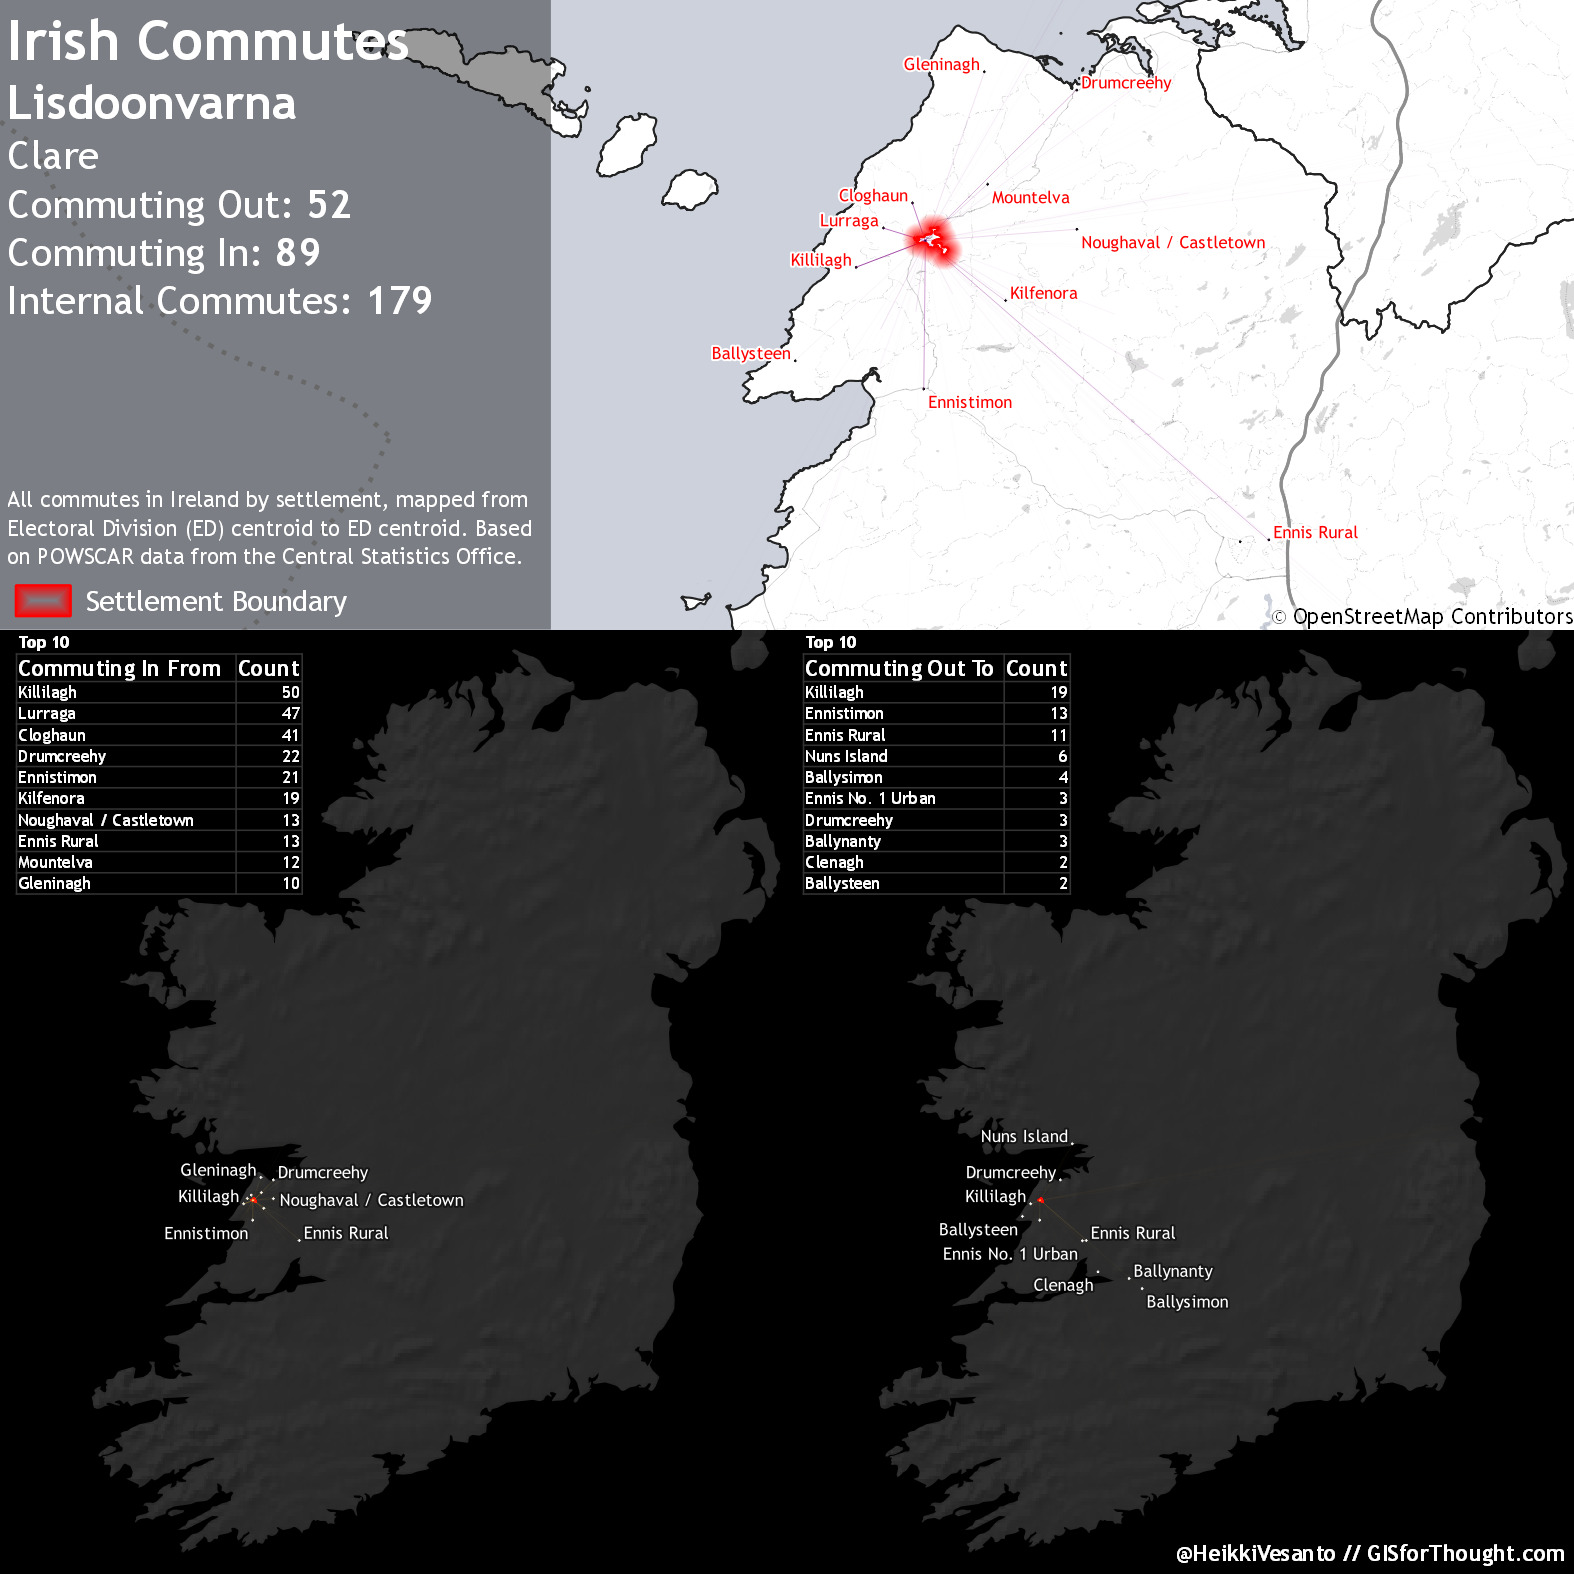 Irish Commutes
Lisdoonvarna
Clare
Commuting Out: 52
Commuting In: 89
Internal Commutes: 179
All commutes in Ireland by settlement, mapped from
Electoral Division (ED) centroid to ED centroid. Based
on POWSCAR data from the Central Statistics Office.
Settlement Boundary
Gleninagh
Drumcreehy
Cloghaun
Mountelva
Lurraga
Noughaval / Castletown
Killilagh
Kilfenora
Ballysteen
Ennistimon
Ennis Rural
© OpenStreetMap Contributors
Top 10
Commuting In From Count
Killilagh 50
Lurraga 47
Cloghaun 41
Drumcreehy 22
Ennistimon 21
Kilfenora 19
Noughaval / Castletown 13
Ennis Rural 13
Mountelva 12
Gleninagh 10
Gleninagh
Drumcreehy
Killilagh
Noughaval / Castletown
Ennistimon
Ennis Rural
Top 10
Commuting Out To Count
Killilagh 19
Ennistimon 13
Ennis Rural 11
Nuns Island 6
Ballysimon 4
Ennis No. 1 Urban 3
Drumcreehy 3
Ballynanty 3
Clenagh 2
Ballysteen 2
Nuns Island
Drumcreehy
Killilagh
Ballysteen
Ennis Rural
Ennis No. 1 Urban
Ballynanty
Clenagh
Ballysimon
@HeikkiVesanto // GISforThought.com